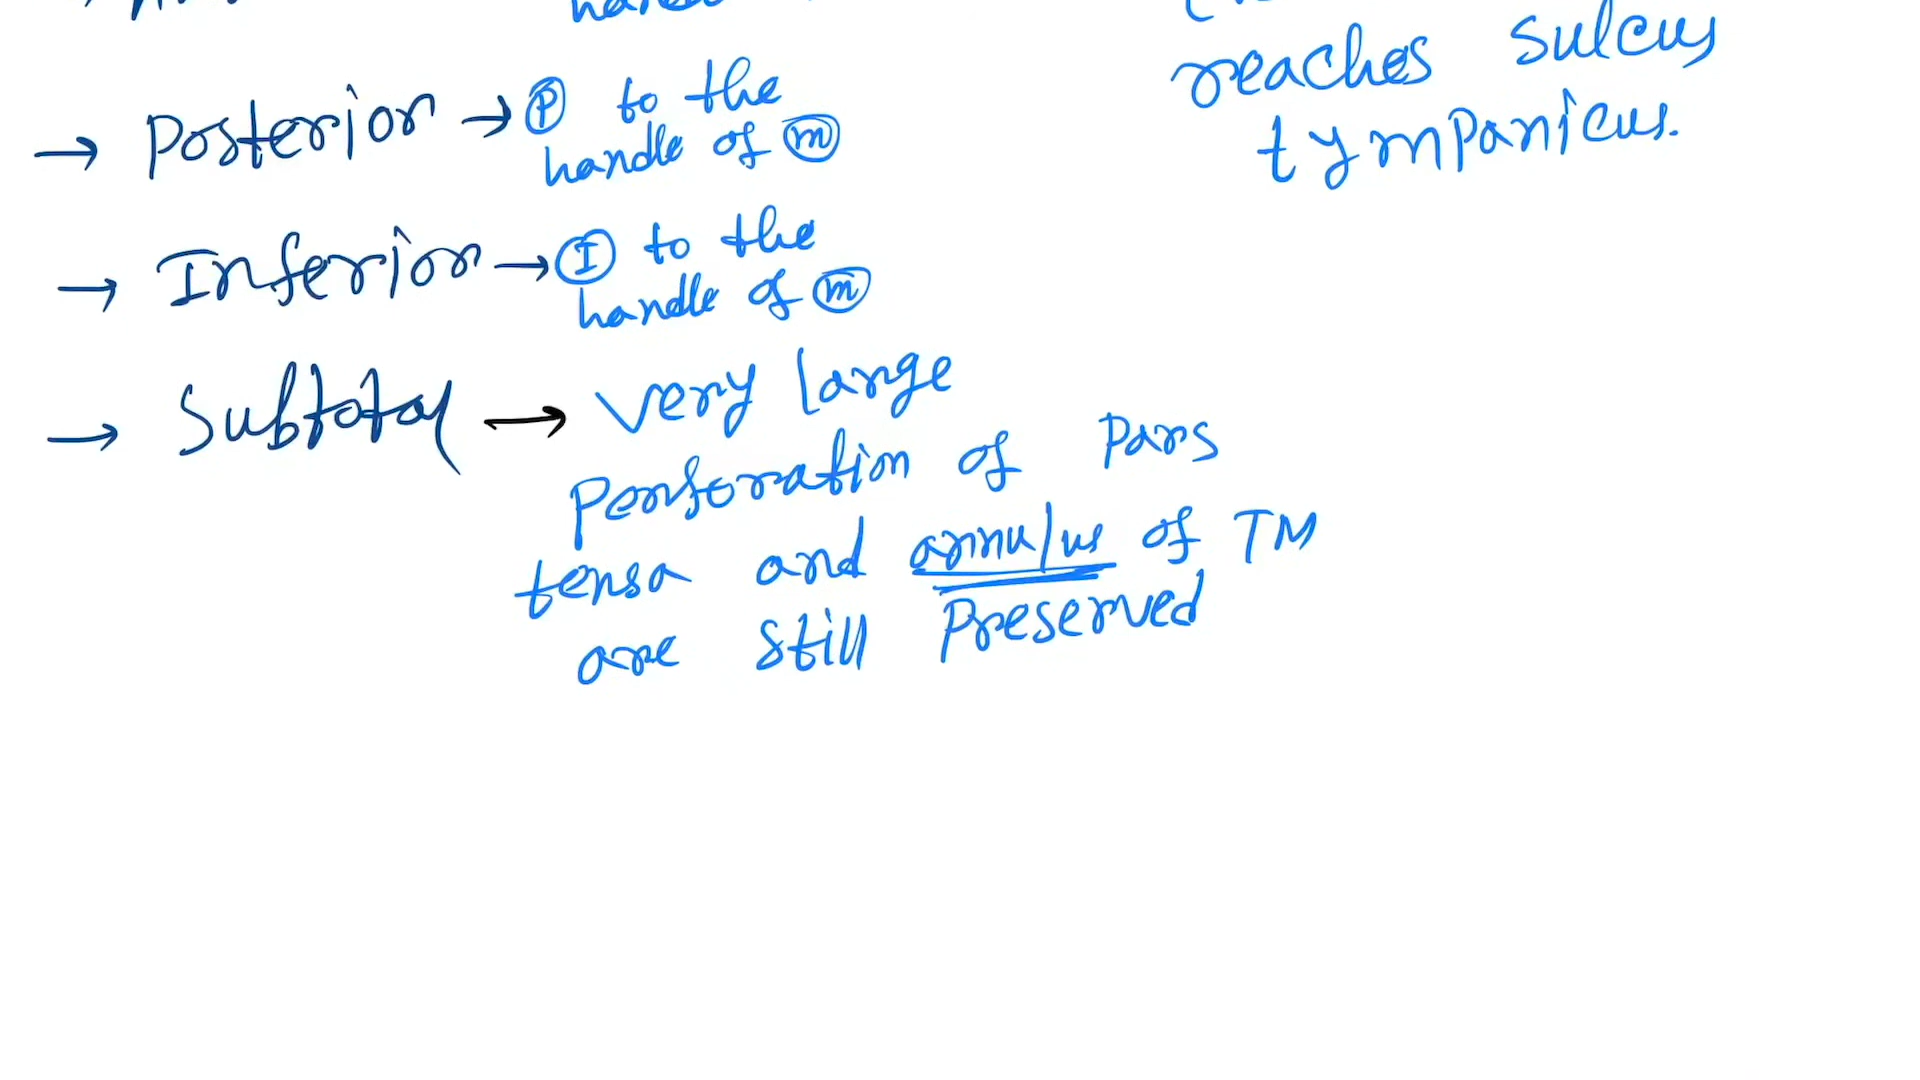 reaches sulcus
tympanicus.
→ Posterior → Ⓟ to the
handle of ⓜ
→ Inferior → Ⓘ to the
handle of ⓜ
→ Subtotal → very large
Perforation of Pars
tensa and annulus of TM
are still Preserved